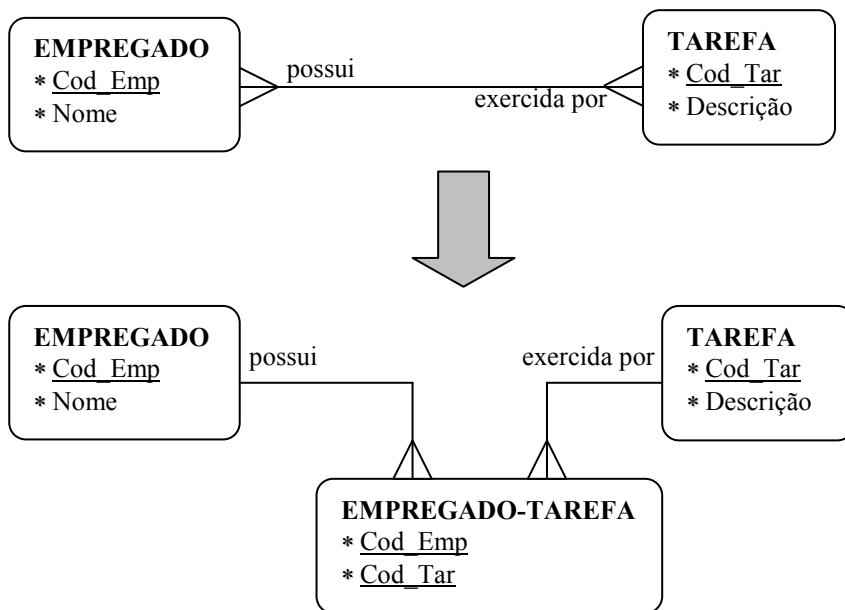 EMPREGADO
* Cod_Emp
* Nome
possui
exercida por
TAREFA
* Cod_Tar
* Descrição
EMPREGADO
* Cod_Emp
* Nome
possui
exercida por
TAREFA
* Cod_Tar
* Descrição
EMPREGADO-TAREFA
* Cod_Emp
* Cod_Tar